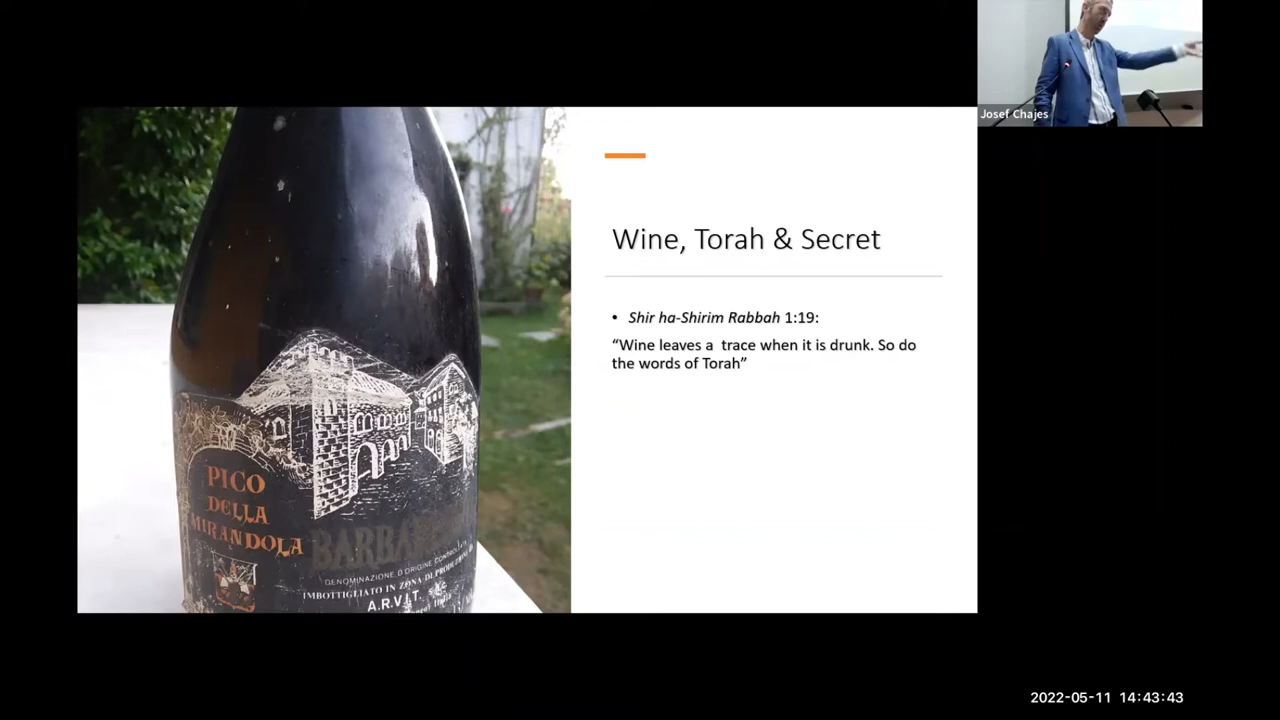 Josef Chajes
Wine, Torah & Secret
• Shir ha-Shirim Rabbah 1:19:
“Wine leaves a trace when it is drunk. So do
the words of Torah”
PICO
DELLA
MIRANDOLA
DENOMINAZIONE D'ORIGINE CONTROLLATA
IMBOTTIGLIATO IN ZONA DI PRODUZIONE
A.R.V.I.T.
2022-05-11 14:43:43